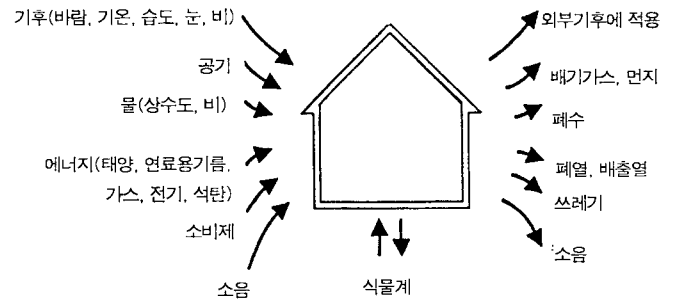 기후(바람, 기온, 습도, 눈, 비)
공기
물(상수도, 비)
에너지(태양, 연료용기름,
가스, 전기, 석탄)
소비제
소음
식물계
외부기후에 적용
배기가스, 먼지
폐수
폐열, 배출열
쓰레기
소음